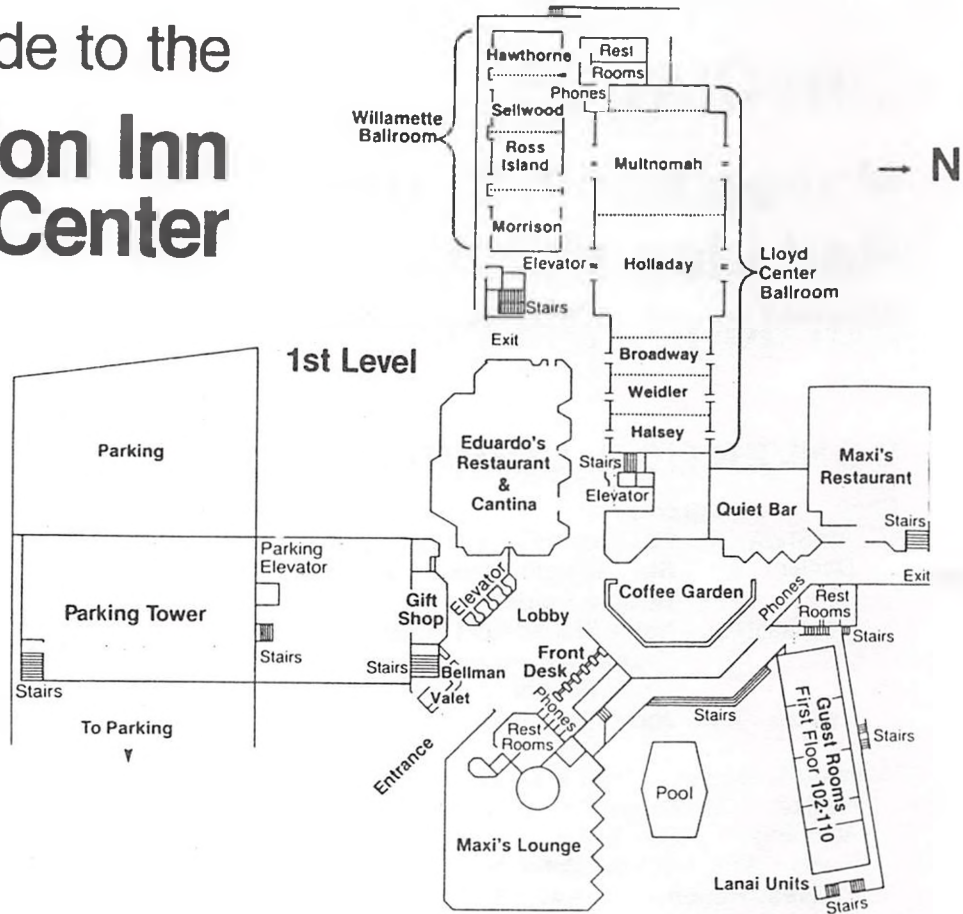 de to the
on Inn
Center
Hawthorne
Rest
Rooms
Phones
Willamette
Ballroom
Sellwood
Ross
Island
Multnomah
N
Morrison
Elevator
Holladay
Lloyd
Center
Ballroom
Stairs
Exit
1st Level
Broadway
Weidler
Halsey
Parking
Eduardo's
Restaurant
&
Cantina
Stairs
Elevator
Maxi's
Restaurant
Quiet Bar
Stairs
Parking
Elevator
Exit
Parking Tower
Gift
Shop
Elevator
Lobby
Coffee Garden
Phones
Rest
Rooms
Stairs
Stairs
Stairs
Stairs
Bellman
Valet
Front
Desk
Phones
Rest
Rooms
Stairs
Guest Rooms
First Floor 102-110
Stairs
To Parking
Entrance
Pool
Maxi's Lounge
Lanai Units
Stairs